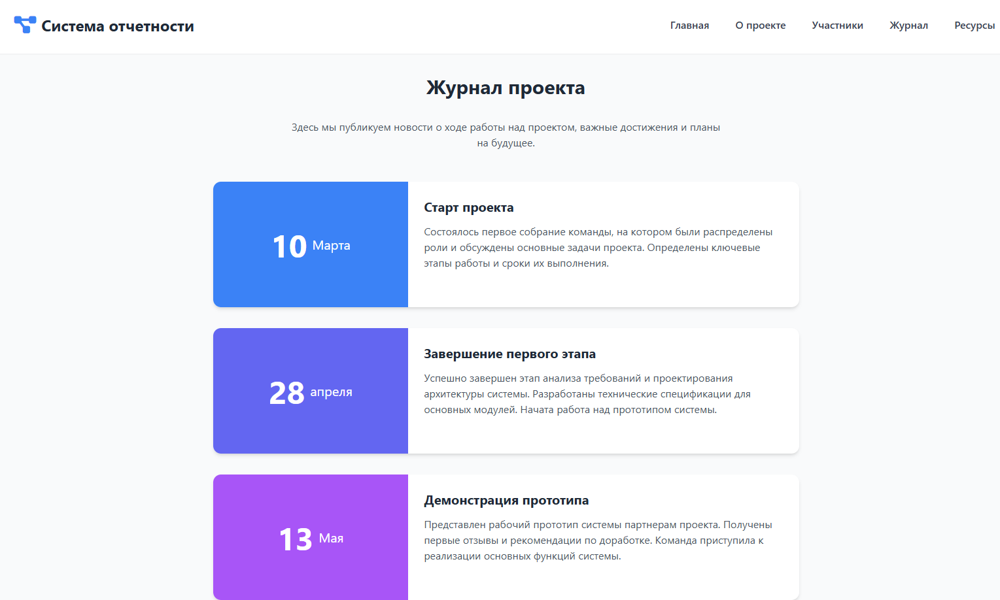 Система отчетности
Главная
О проекте
Участники
Журнал
Ресурсы
Журнал проекта
Здесь мы публикуем новости о ходе работы над проектом, важные достижения и планы
на будущее.
10 Марта
Старт проекта
Состоялось первое собрание команды, на котором были распределены
роли и обсуждены основные задачи проекта. Определены ключевые
этапы работы и сроки их выполнения.
28 апреля
Завершение первого этапа
Успешно завершен этап анализа требований и проектирования
архитектуры системы. Разработаны технические спецификации для
основных модулей. Начата работа над прототипом системы.
13 Мая
Демонстрация прототипа
Представлен рабочий прототип системы партнерам проекта. Получены
первые отзывы и рекомендации по доработке. Команда приступила к
реализации основных функций системы.